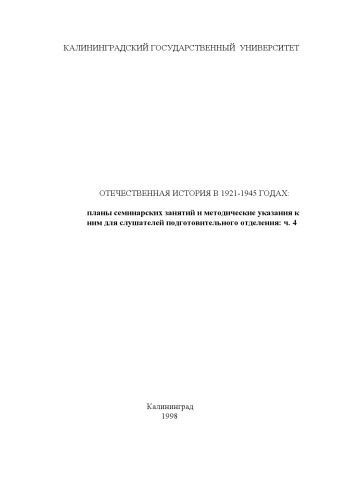 КАЛИНИНГРАДСКИЙ ГОСУДАРСТВЕННЫЙ УНИВЕРСИТЕТ
ОТЕЧЕСТВЕННАЯ ИСТОРИЯ В 1921-1945 ГОДАХ:
планы семинарских занятий и методические указания к
ним для слушателей подготовительного отделения: ч. 4
Калининград
1998